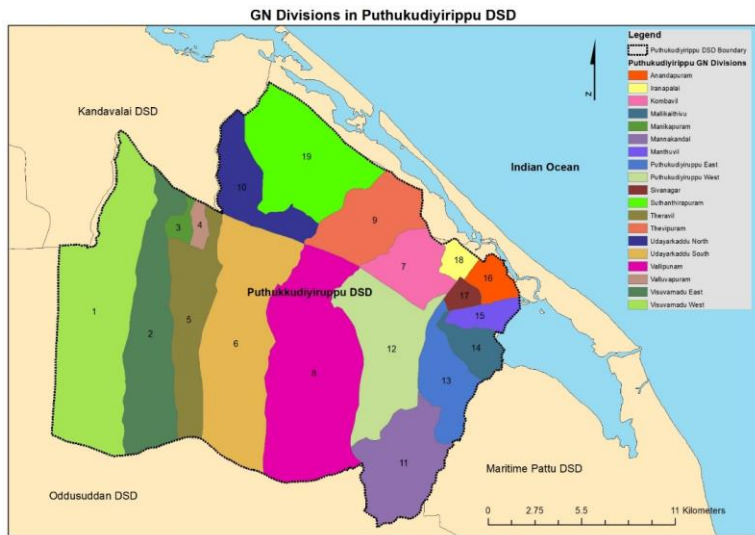 GN Divisions in Puthukudiyirippu DSD
Legend
Puthukudiyirippu DSD Boundary
Puthukudiyirippu GN Divisions
Anandapuram
Iranapalai
Kombavil
Mallikaithivu
Manikapuram
Mannakandal
Manthuvil
Puthukudiyiruppu East
Puthukudiyiruppu West
Sivanagar
Suthanthirapuram
Theravil
Thevipuram
Udayarkaddu North
Udayarkaddu South
Vallipunam
Valluvapuram
Visuvamadu East
Visuvamadu West
Kandavalai DSD
Z
Indian Ocean
19
10
3
4
9
18
7
16
17
Puthukkudiyiruppu DSD
1
2
5
15
6
12
14
8
13
11
Maritime Pattu DSD
Oddusuddan DSD
0 2.75 5.5 11 Kilometers